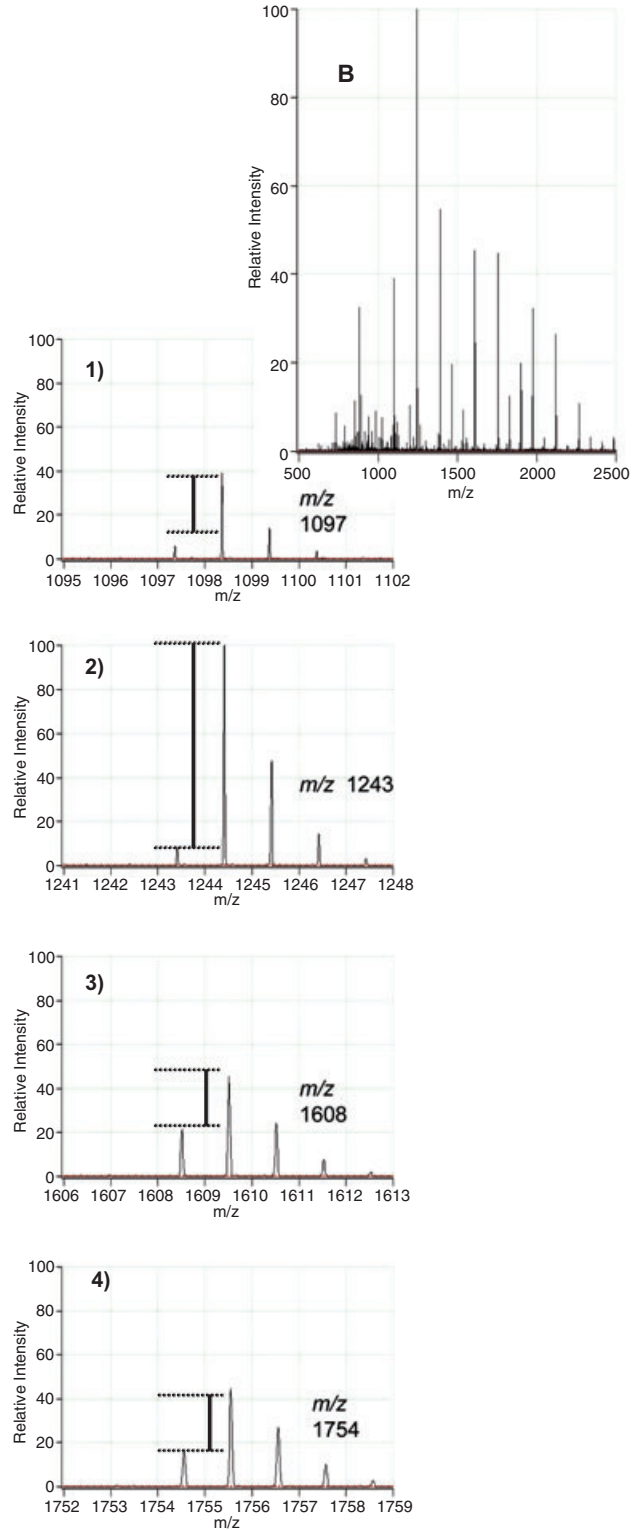 100
B
80
60
40
20
0
Relative Intensity
500 1000 1500 2000 2500
m/z
1)
100
80
60
40
20
0
Relative Intensity
m/z
1097
1095 1096 1097 1098 1099 1100 1101 1102
m/z
2)
100
80
60
40
20
0
Relative Intensity
m/z 1243
1241 1242 1243 1244 1245 1246 1247 1248
m/z
3)
100
80
60
40
20
0
Relative Intensity
m/z
1608
1606 1607 1608 1609 1610 1611 1612 1613
m/z
4)
100
80
60
40
20
0
Relative Intensity
m/z
1754
1752 1753 1754 1755 1756 1757 1758 1759
m/z